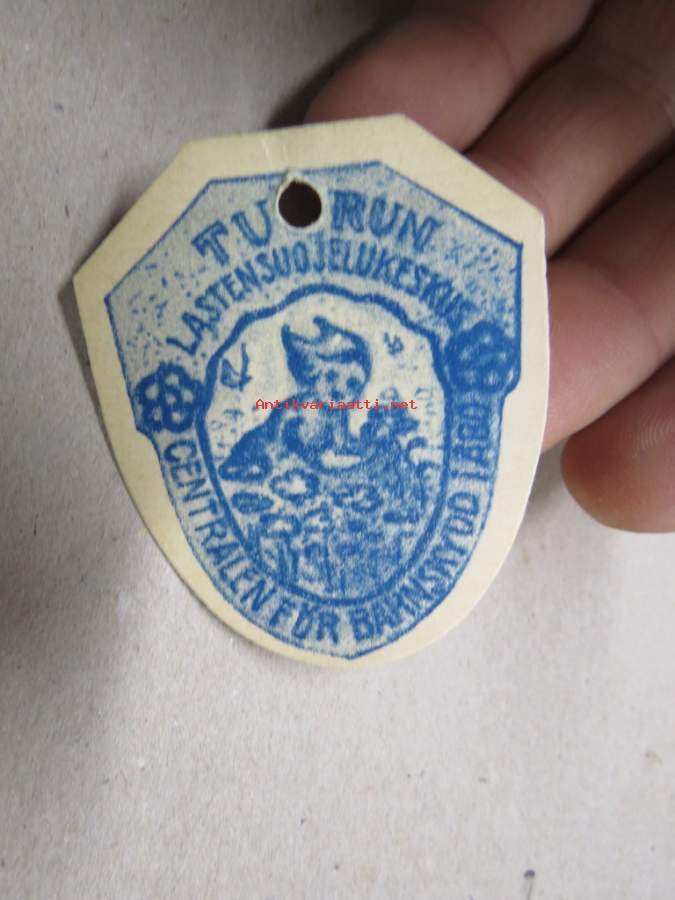 TURUN
LASTENSUOJELUKESKUS
CENTRALEN FÖR BARNSKYDD I ÅBO
Antikvariaatti.net